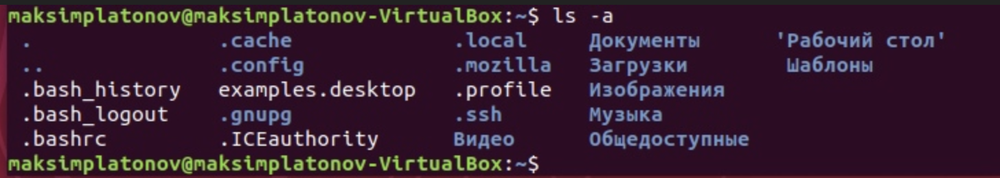 maksimplatonov@maksimplatonov-VirtualBox:~$ ls -a
. .cache .local Документы 'Рабочий стол'
.. .config .mozilla Загрузки Шаблоны
.bash_history examples.desktop .profile Изображения
.bash_logout .gnupg .ssh Музыка
.bashrc .ICEauthority Видео Общедоступные
maksimplatonov@maksimplatonov-VirtualBox:~$